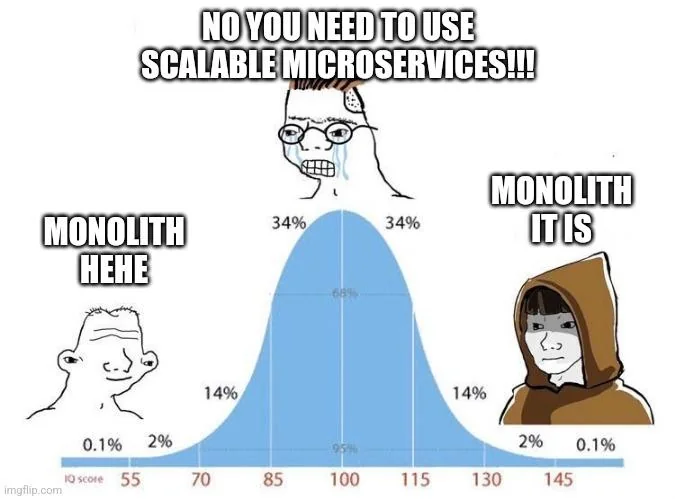 NO YOU NEED TO USE
SCALABLE MICROSERVICES!!!
MONOLITH
HEHE
MONOLITH
IT IS
34%
34%
68%
14%
14%
0.1%
2%
95%
2%
0.1%
IQ score
55
70
85
100
115
130
145
imgflip.com